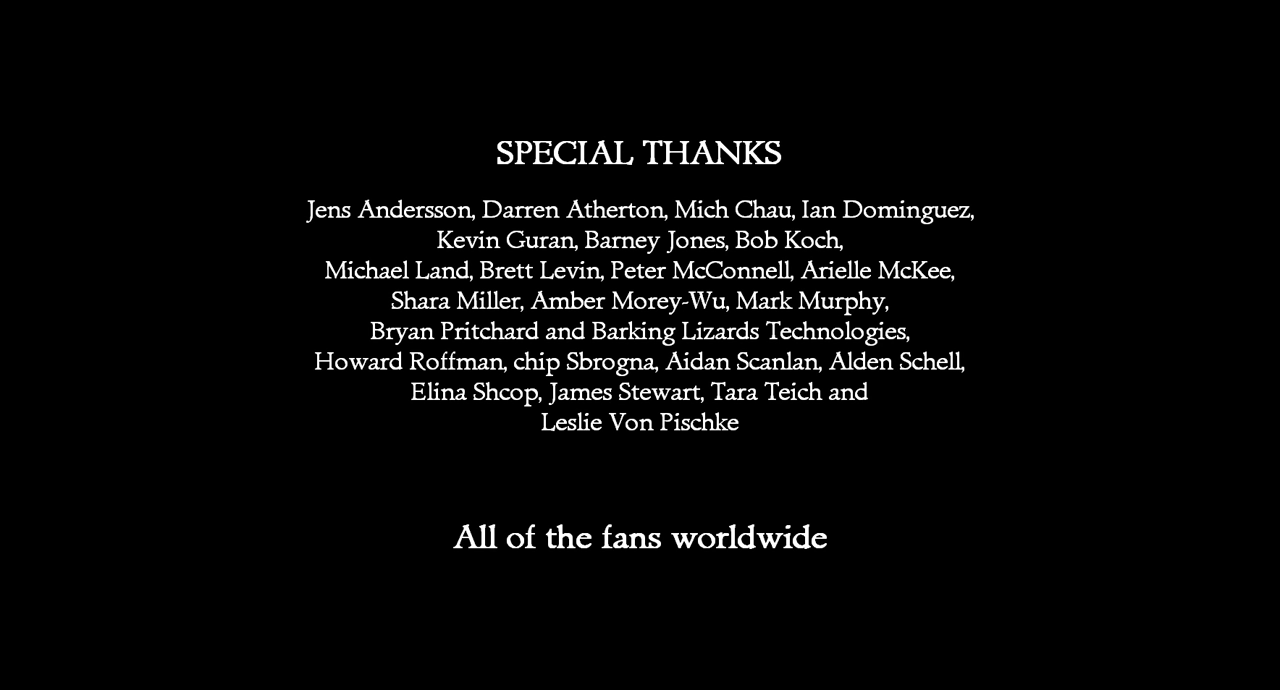 SPECIAL THANKS
Jens Andersson, Darren Atherton, Mich Chau, Ian Dominguez,
Kevin Guran, Barney Jones, Bob Koch,
Michael Land, Brett Levin, Peter McConnell, Arielle McKee,
Shara Miller, Amber Morey-Wu, Mark Murphy,
Bryan Pritchard and Barking Lizards Technologies,
Howard Roffman, chip Sbrogna, Aidan Scanlan, Alden Schell,
Elina Shcop, James Stewart, Tara Teich and
Leslie Von Pischke
All of the fans worldwide